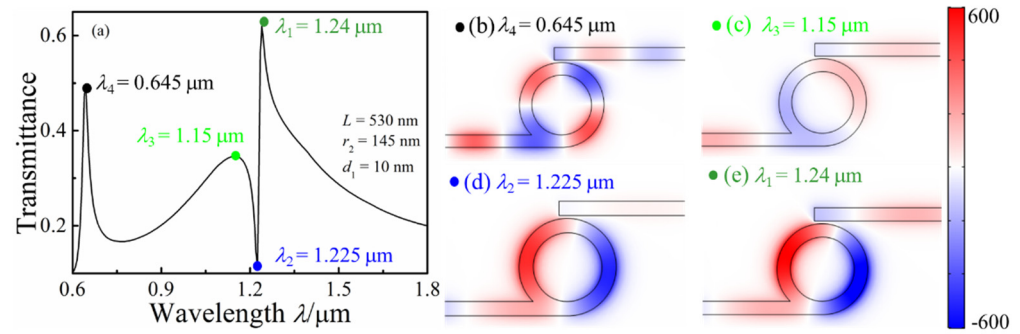 (a)
λ1 = 1.24 μm
λ4 = 0.645 μm
λ3 = 1.15 μm
L = 530 nm
r2 = 145 nm
d1 = 10 nm
λ2 = 1.225 μm
Transmittance
0.6
0.4
0.2
0.6 0.9 1.2 1.5 1.8
Wavelength λ/μm
(b) λ4 = 0.645 μm
(c) λ3 = 1.15 μm
(d) λ2 = 1.225 μm
(e) λ1 = 1.24 μm
600
-600